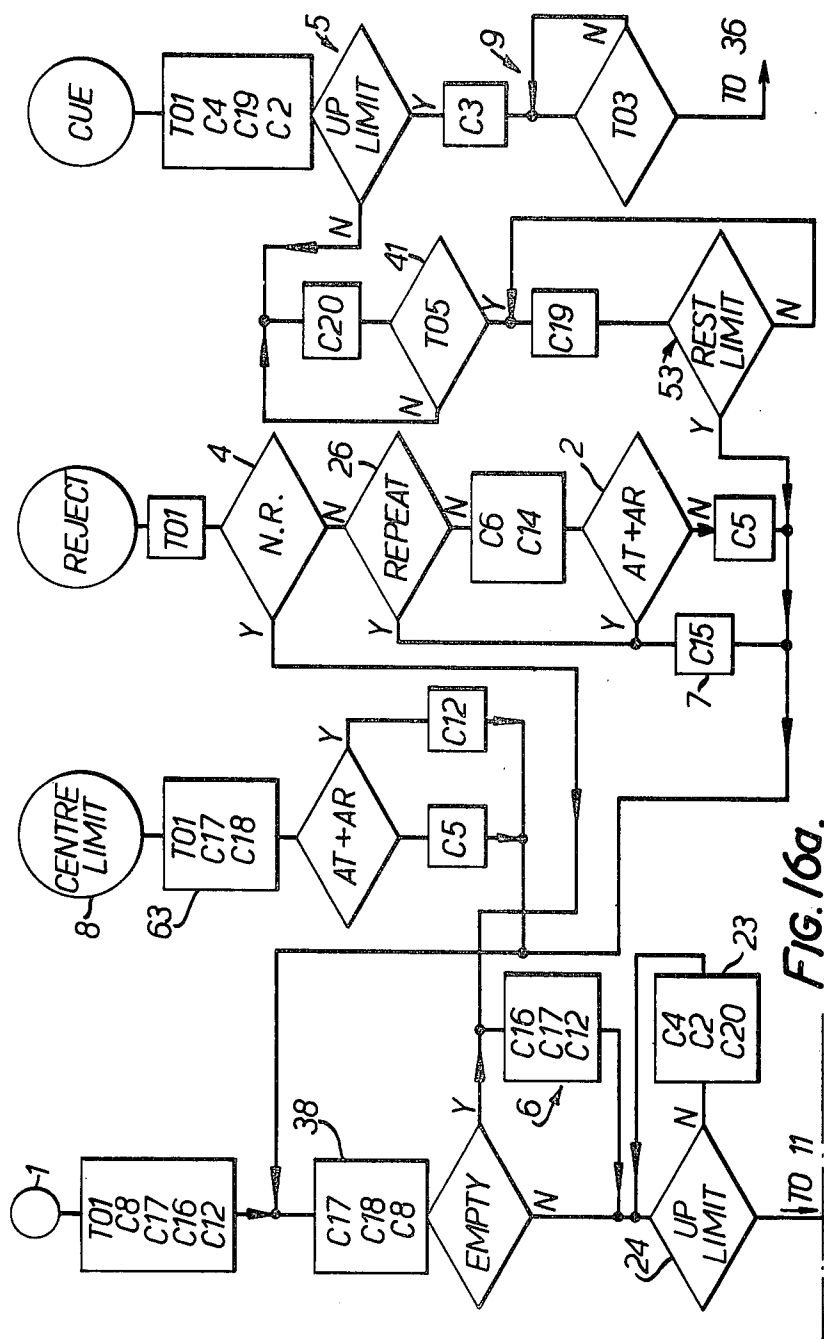 1
T01
C8
C17
C16
C12
38
C17
C18
C8
EMPTY
Y
N
6
C16
C17
C12
24
UP
LIMIT
N
23
C4
C2
C20
TO 11
8
CENTRE
LIMIT
63
T01
C17
C18
AT+AR
Y
C5
C12
REJECT
T01
4
N.R.
Y
N
26
REPEAT
Y
N
C6
C14
2
AT+AR
Y
N
7
C15
C5
CUE
T01
C4
C19
C2
5
UP
LIMIT
N
Y
C20
41
T05
N
Y
C19
53
REST
LIMIT
Y
N
C3
9
N
T03
TO 36
FIG. 16a.